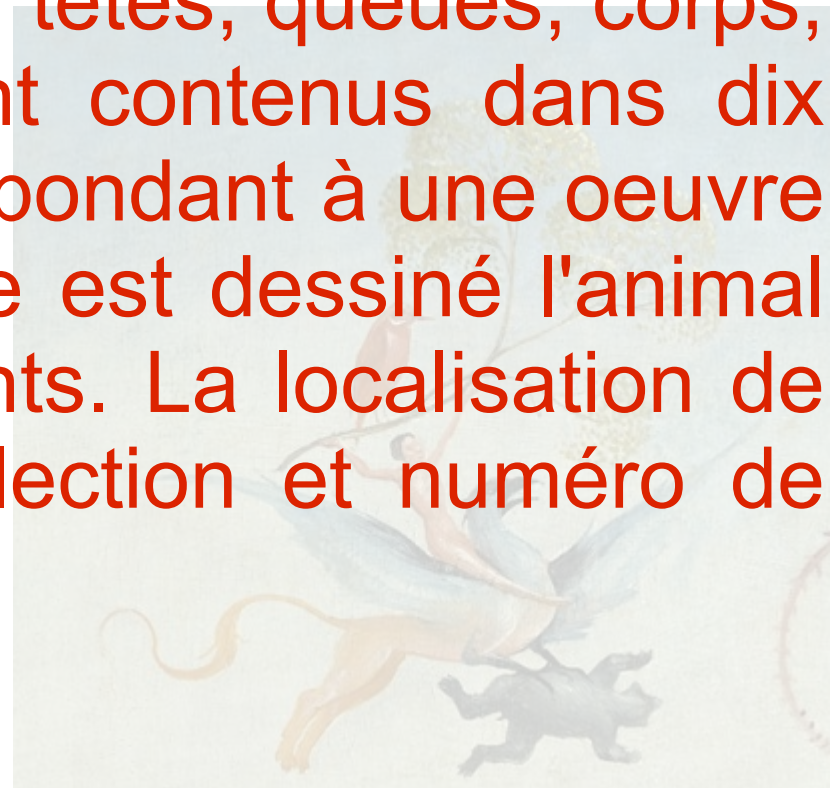 têtes, queues, corps,
nt contenus dans dix
pondant à une oeuvre
e est dessiné l'animal
nts. La localisation de
lection et numéro de